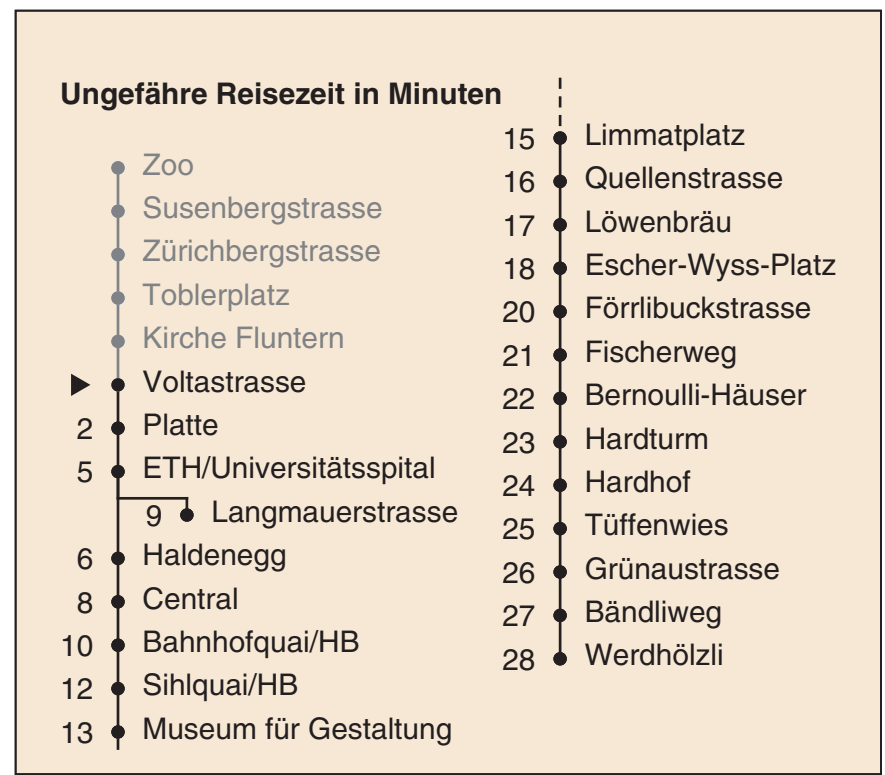 Ungefähre Reisezeit in Minuten
Zoo
Susenbergstrasse
Zürichbergstrasse
Toblerplatz
Kirche Fluntern
Voltastrasse
2 Platte
5 ETH/Universitätsspital
9 Langmauerstrasse
6 Haldenegg
8 Central
10 Bahnhofquai/HB
12 Sihlquai/HB
13 Museum für Gestaltung
15 Limmatplatz
16 Quellenstrasse
17 Löwenbräu
18 Escher-Wyss-Platz
20 Förrlibuckstrasse
21 Fischerweg
22 Bernoulli-Häuser
23 Hardturm
24 Hardhof
25 Tüffenwies
26 Grünaustrasse
27 Bändliweg
28 Werdhölzli